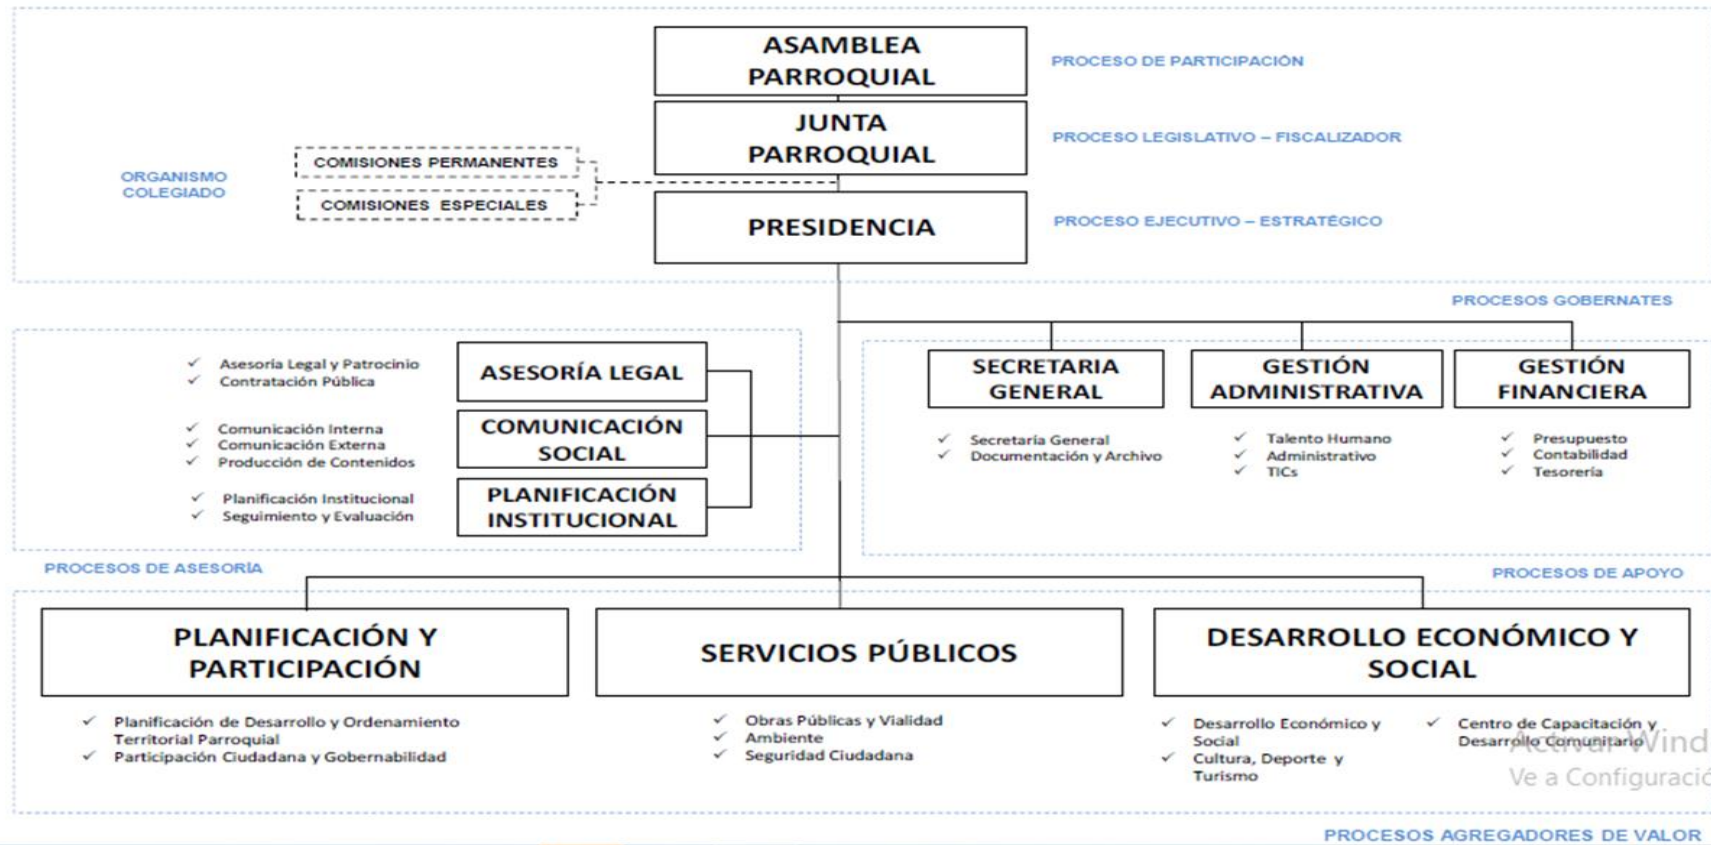 ASAMBLEA
PARROQUIAL
PROCESO DE PARTICIPACIÓN
JUNTA
PARROQUIAL
PROCESO LEGISLATIVO – FISCALIZADOR
ORGANISMO
COLEGIADO
COMISIONES PERMANENTES
COMISIONES ESPECIALES
PRESIDENCIA
PROCESO EJECUTIVO – ESTRATÉGICO
PROCESOS GOBERNATES
✓ Asesoría Legal y Patrocinio
✓ Contratación Pública
ASESORÍA LEGAL
✓ Comunicación Interna
✓ Comunicación Externa
✓ Producción de Contenidos
COMUNICACIÓN
SOCIAL
✓ Planificación Institucional
✓ Seguimiento y Evaluación
PLANIFICACIÓN
INSTITUCIONAL
PROCESOS DE ASESORÍA
SECRETARIA
GENERAL
✓ Secretaría General
✓ Documentación y Archivo
GESTIÓN
ADMINISTRATIVA
✓ Talento Humano
✓ Administrativo
✓ TICs
GESTIÓN
FINANCIERA
✓ Presupuesto
✓ Contabilidad
✓ Tesorería
PROCESOS DE APOYO
PLANIFICACIÓN Y
PARTICIPACIÓN
✓ Planificación de Desarrollo y Ordenamiento
Territorial Parroquial
✓ Participación Ciudadana y Gobernabilidad
SERVICIOS PÚBLICOS
✓ Obras Públicas y Vialidad
✓ Ambiente
✓ Seguridad Ciudadana
DESARROLLO ECONÓMICO Y
SOCIAL
✓ Desarrollo Económico y
Social
✓ Cultura, Deporte y
Turismo
✓ Centro de Capacitación y
Desarrollo Comunitario
Activar Wind
Ve a Configuració
PROCESOS AGREGADORES DE VALOR